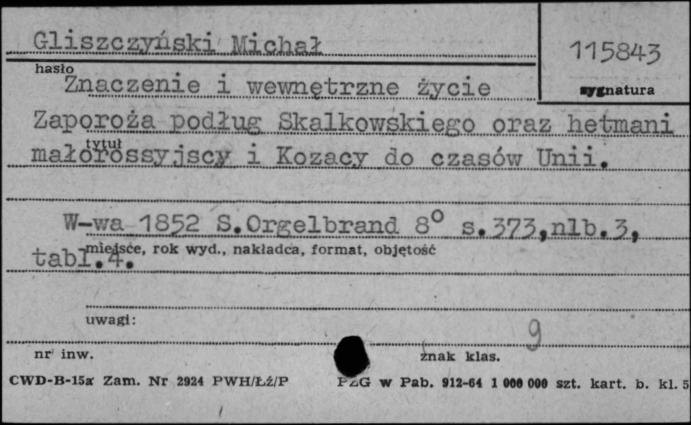 Gliszczyński Michał
115843
hasło
sygnatura
Znaczenie i wewnętrzne życie
Zaporoża podług Skalkowskiego oraz hetmani
tytuł
małorossyjscy i Kozacy do czasów Unii.
W-wa 1852 S.Orgelbrand 8° s.373,nlb.3,
miejsce, rok wyd., nakładca, format, objętość
tabl.4.
uwagi:
9
nr inw.
znak klas.
CWD-B-15a Zam. Nr 2924 PWH/Łź/P PZG w Pab. 912-64 1 000 000 szt. kart. b. kl. 5